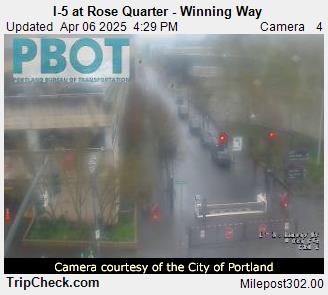 I-5 at Rose Quarter - Winning Way
Updated Apr 06 2025 4:29 PM Camera 4
PBOT
PORTLAND BUREAU OF TRANSPORTATION
Camera courtesy of the City of Portland
TripCheck.com Milepost302.00